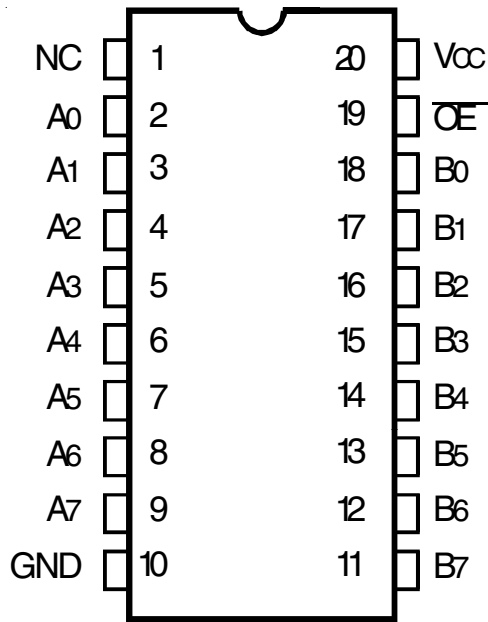 NC 1 20 VCC
A0 2 19 O̅E̅
A1 3 18 B0
A2 4 17 B1
A3 5 16 B2
A4 6 15 B3
A5 7 14 B4
A6 8 13 B5
A7 9 12 B6
GND 10 11 B7